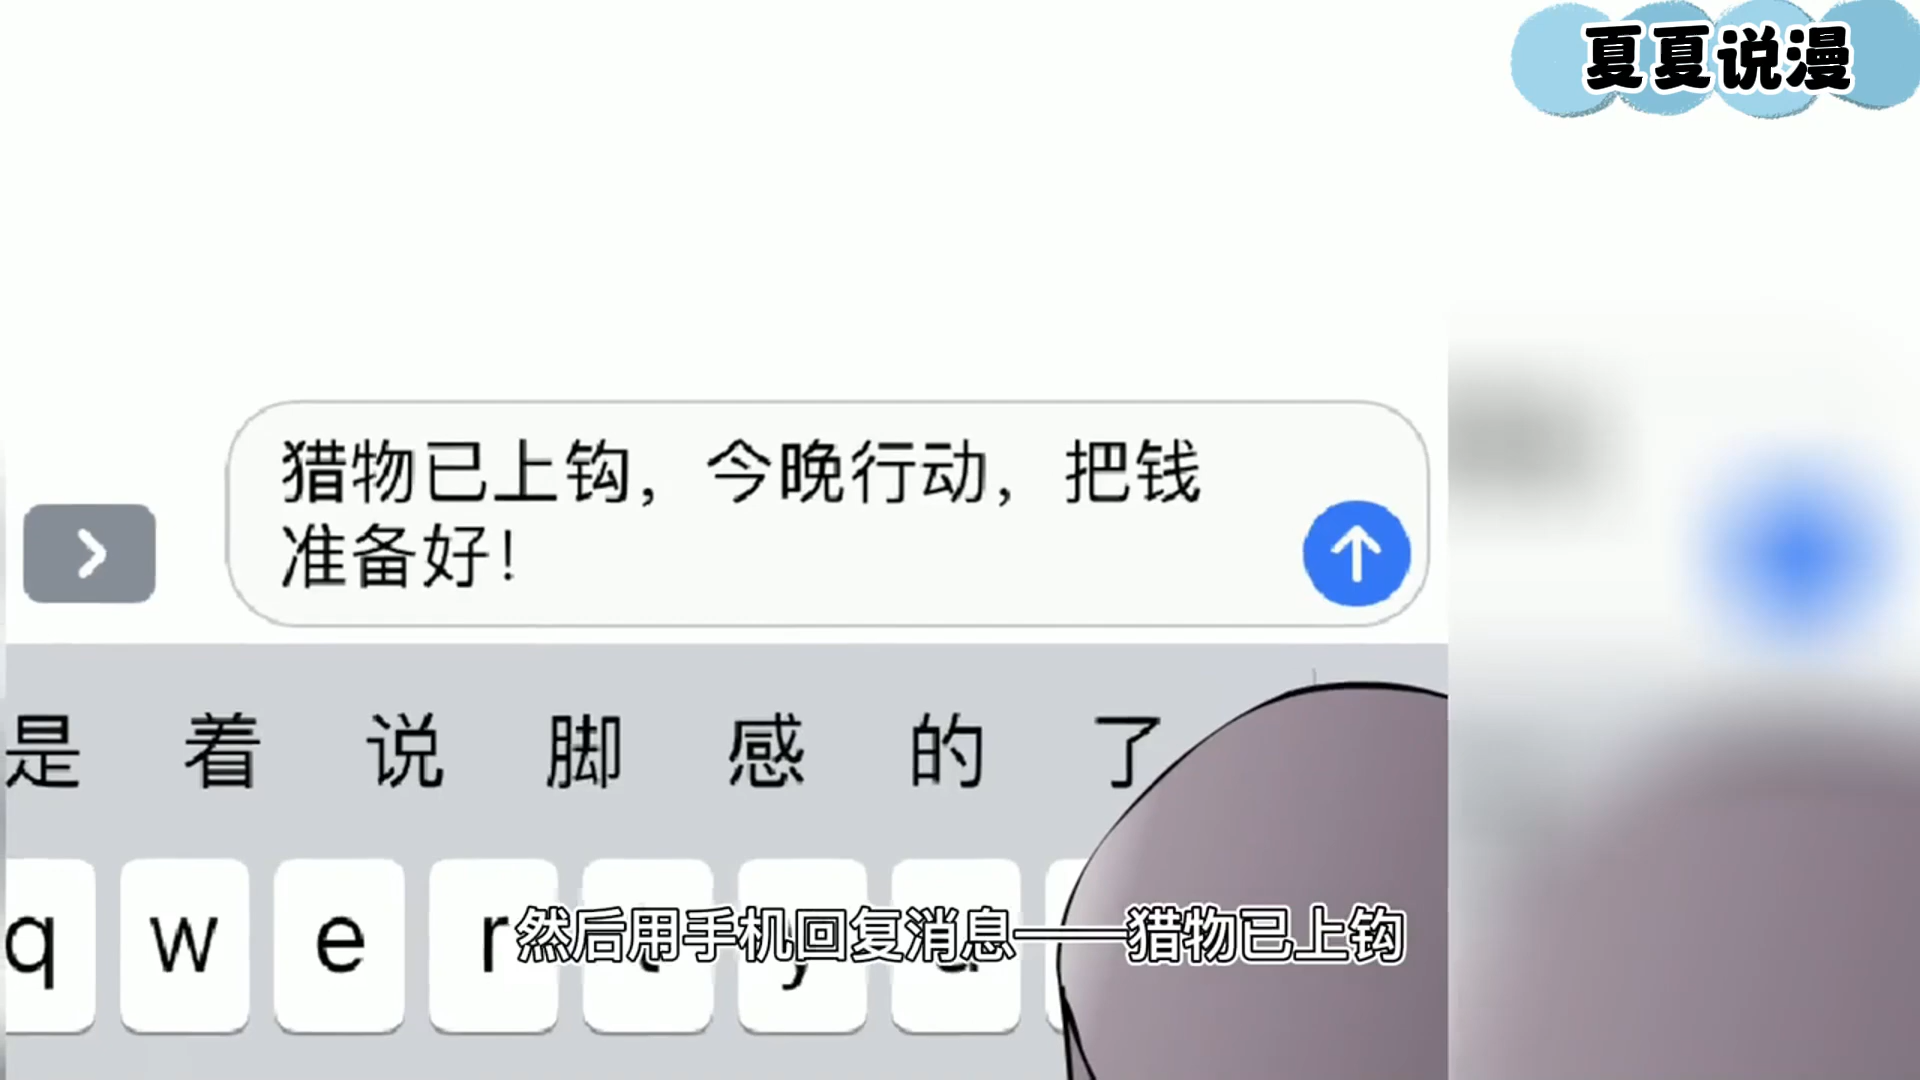 夏夏说漫
猎物已上钩，今晚行动，把钱
准备好！
是 着 说 脚 感 的 了
q w e r t y u
然后用手机回复消息——猎物已上钩